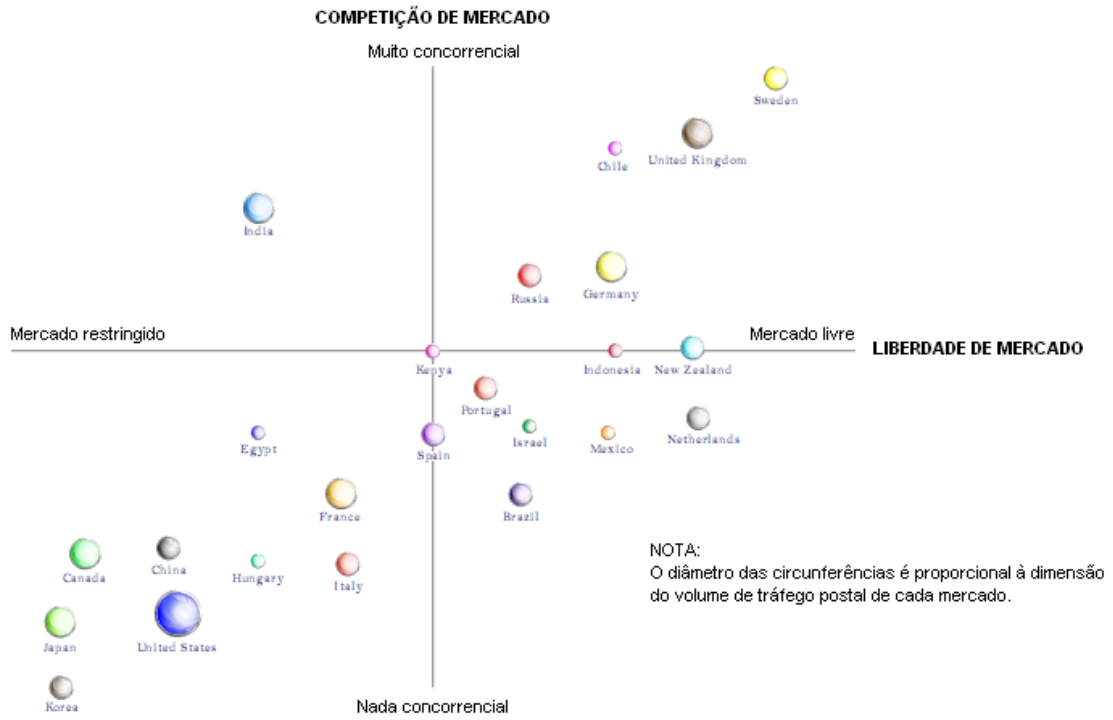 COMPETIÇÃO DE MERCADO
Muito concorrencial
Sweden
United Kingdom
Chile
India
Russia
Germany
Mercado restringido
Mercado livre
LIBERDADE DE MERCADO
Kenya
Indonesia
New Zealand
Portugal
Egypt
Spain
Israel
Mexico
Netherlands
France
Brazil
NOTA:
O diâmetro das circunferências é proporcional à dimensão
do volume de tráfego postal de cada mercado.
Canada
China
Hungary
Italy
Japan
United States
Korea
Nada concorrencial